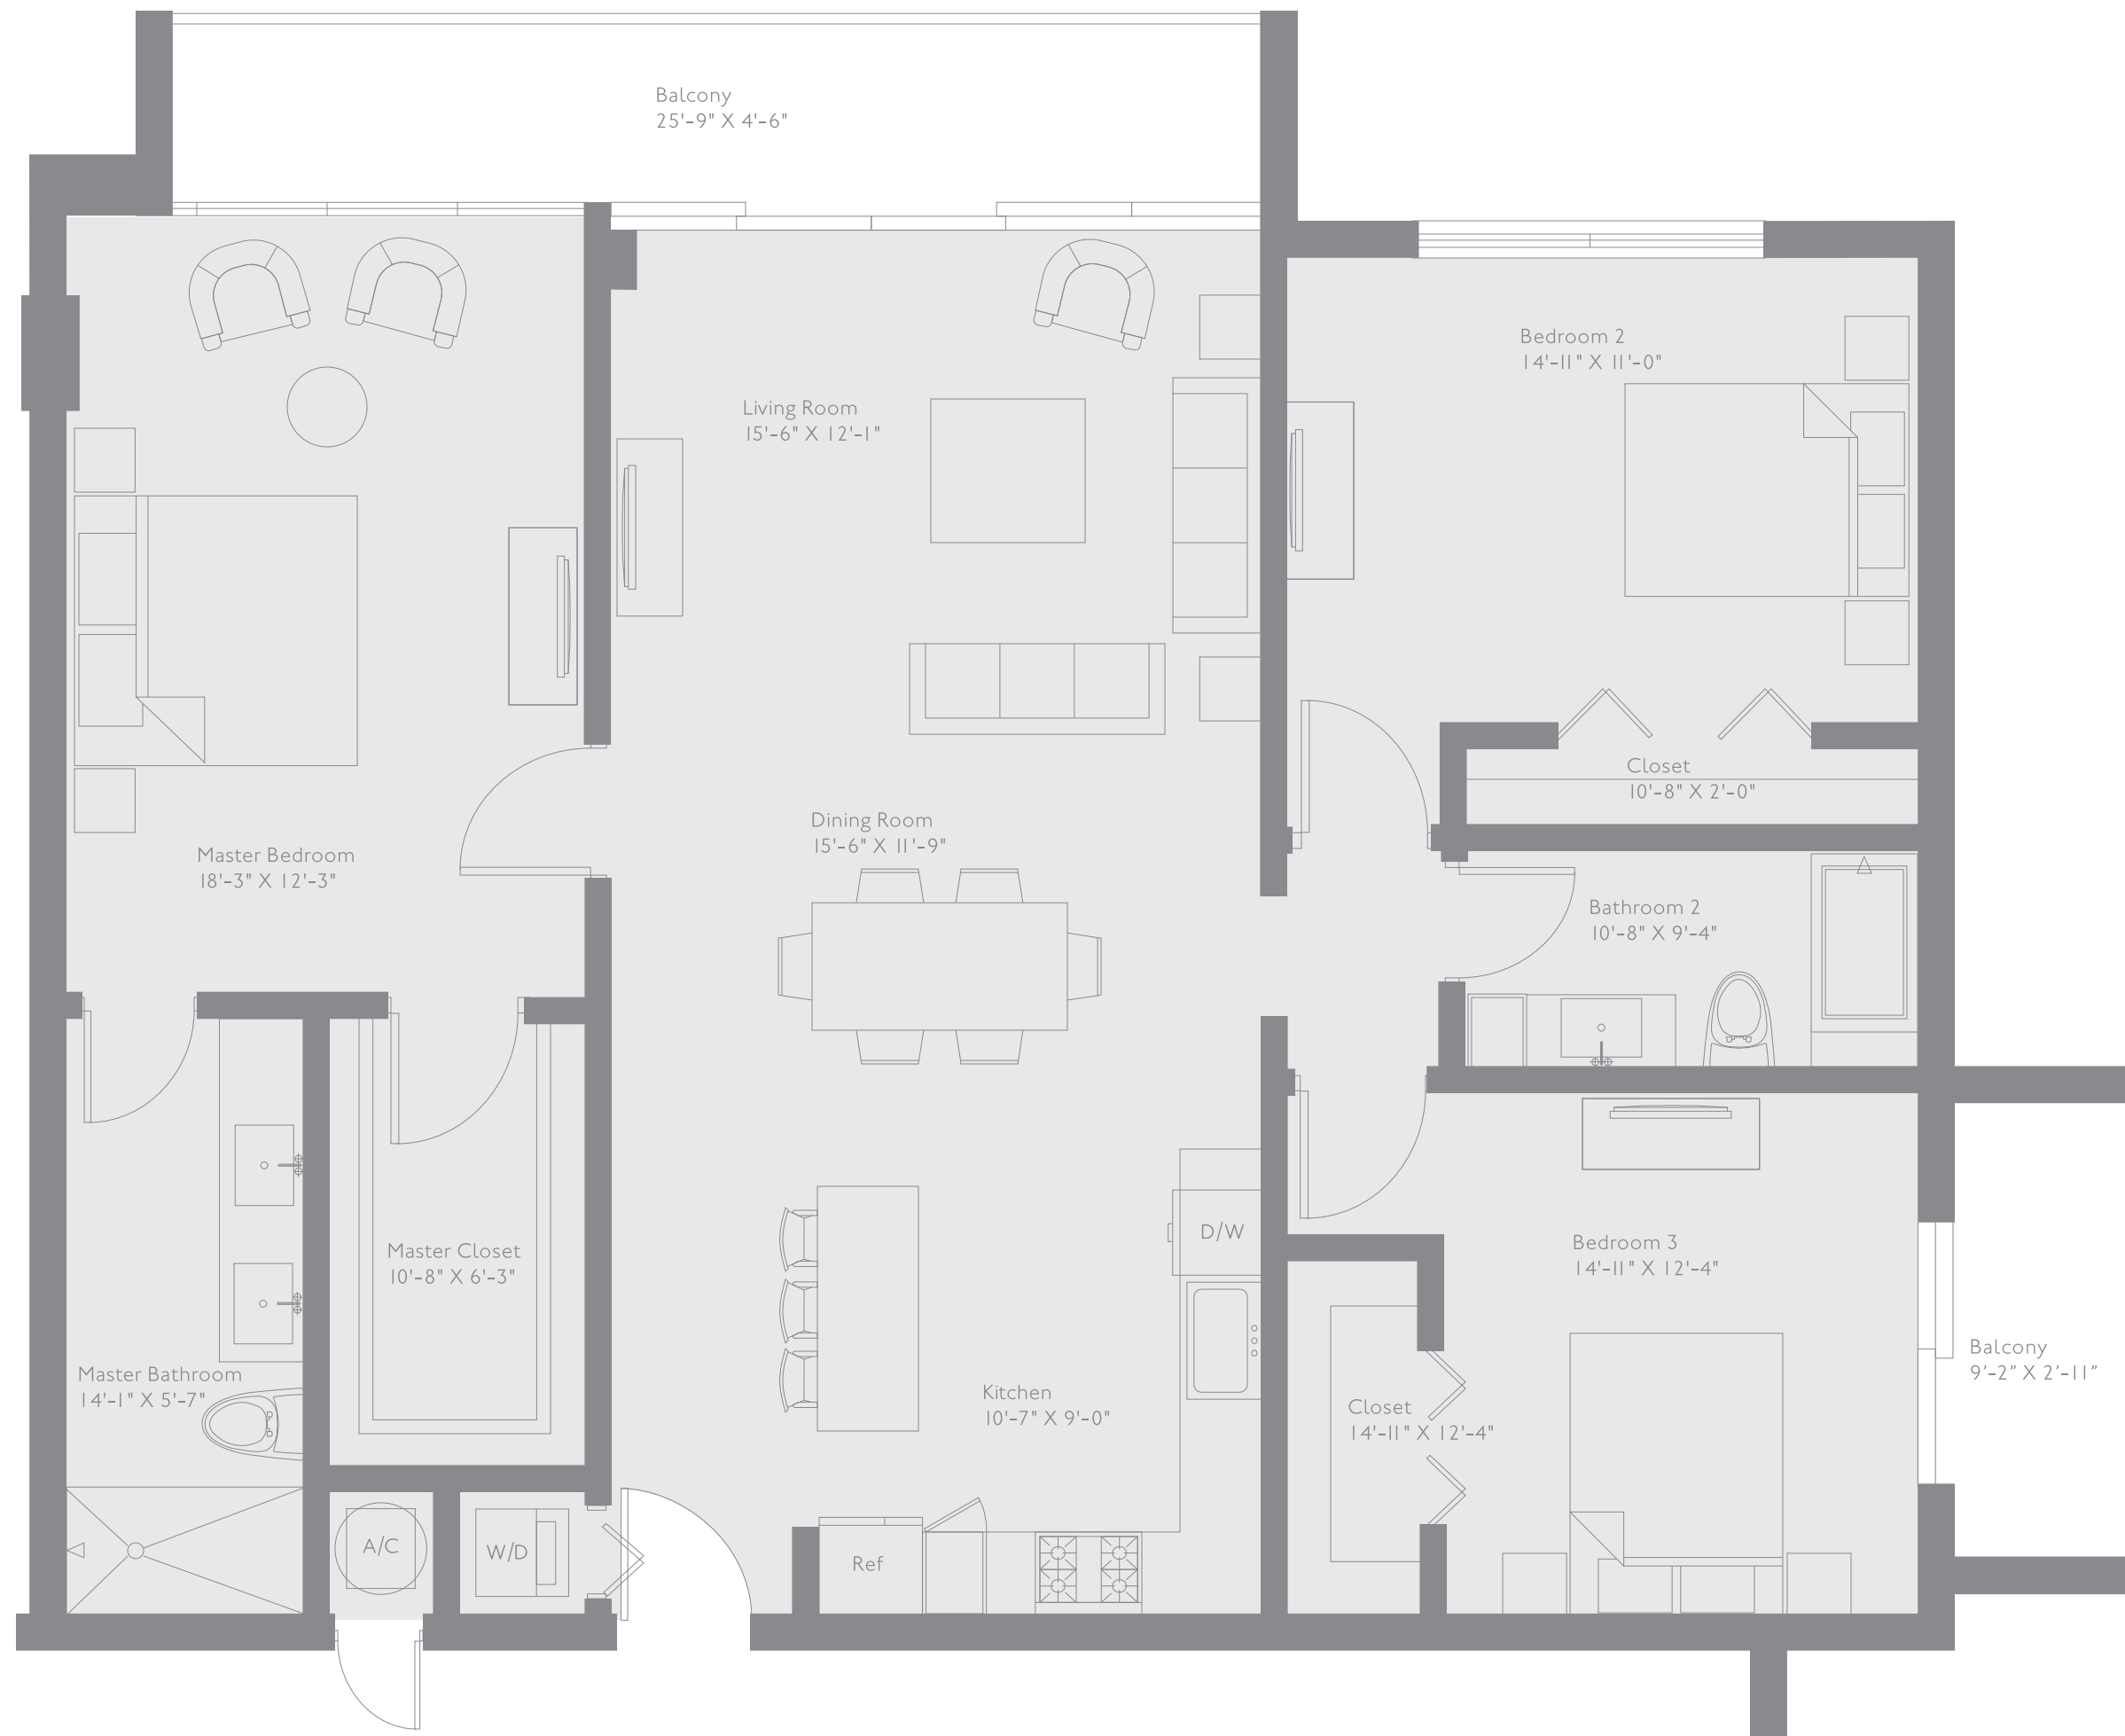 Balcony
25'-9" X 4'-6"
Bedroom 2
14'-11" X 11'-0"
Living Room
15'-6" X 12'-1"
Closet
10'-8" X 2'-0"
Dining Room
15'-6" X 11'-9"
Master Bedroom
18'-3" X 12'-3"
Bathroom 2
10'-8" X 9'-4"
D/W
Master Closet
10'-8" X 6'-3"
Bedroom 3
14'-11" X 12'-4"
Balcony
9’-2” X 2’-11”
Master Bathroom
14'-1" X 5'-7"
Kitchen
10'-7" X 9'-0"
Closet
14'-11" X 12'-4"
A/C
W/D
Ref